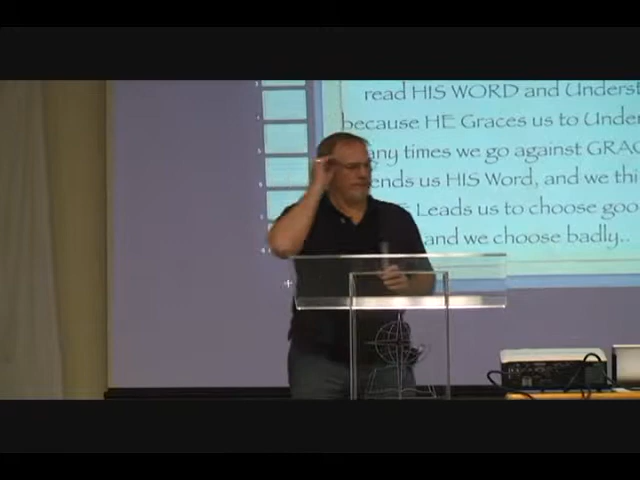 read HIS WORD and Underst
because HE Graces us to Under
any times we go against GRAC
ends us HIS Word, and we thi
Leads us to choose goo
and we choose badly..